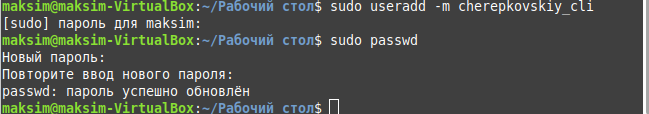 maksim@maksim-VirtualBox:~/Рабочий стол$ sudo useradd -m cherepkovskiy_cli
[sudo] пароль для maksim:
maksim@maksim-VirtualBox:~/Рабочий стол$ sudo passwd
Новый пароль:
Повторите ввод нового пароля:
passwd: пароль успешно обновлён
maksim@maksim-VirtualBox:~/Рабочий стол$